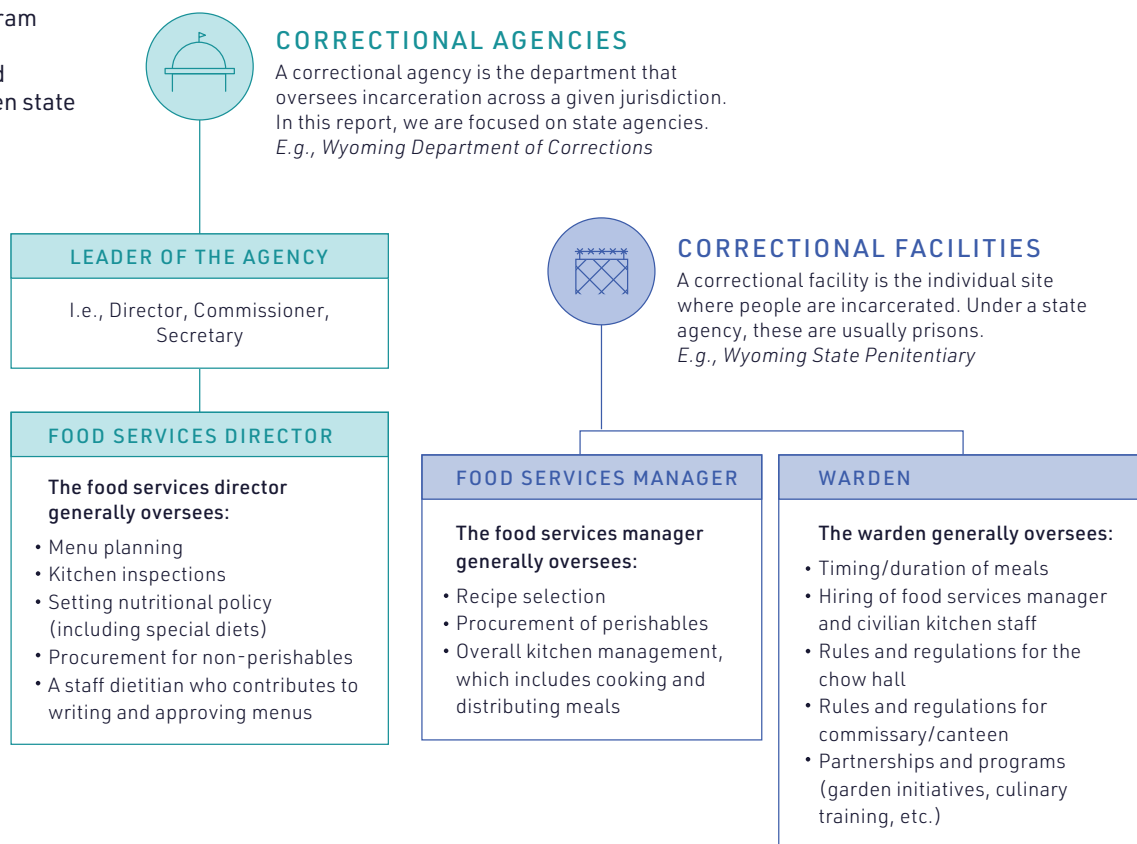 ram
d
en state
CORRECTIONAL AGENCIES
A correctional agency is the department that
oversees incarceration across a given jurisdiction.
In this report, we are focused on state agencies.
E.g., Wyoming Department of Corrections
LEADER OF THE AGENCY
I.e., Director, Commissioner,
Secretary
FOOD SERVICES DIRECTOR
The food services director
generally oversees:
• Menu planning
• Kitchen inspections
• Setting nutritional policy
(including special diets)
• Procurement for non-perishables
• A staff dietitian who contributes to
writing and approving menus
CORRECTIONAL FACILITIES
A correctional facility is the individual site
where people are incarcerated. Under a state
agency, these are usually prisons.
E.g., Wyoming State Penitentiary
FOOD SERVICES MANAGER
The food services manager
generally oversees:
• Recipe selection
• Procurement of perishables
• Overall kitchen management,
which includes cooking and
distributing meals
WARDEN
The warden generally oversees:
• Timing/duration of meals
• Hiring of food services manager
and civilian kitchen staff
• Rules and regulations for the
chow hall
• Rules and regulations for
commissary/canteen
• Partnerships and programs
(garden initiatives, culinary
training, etc.)